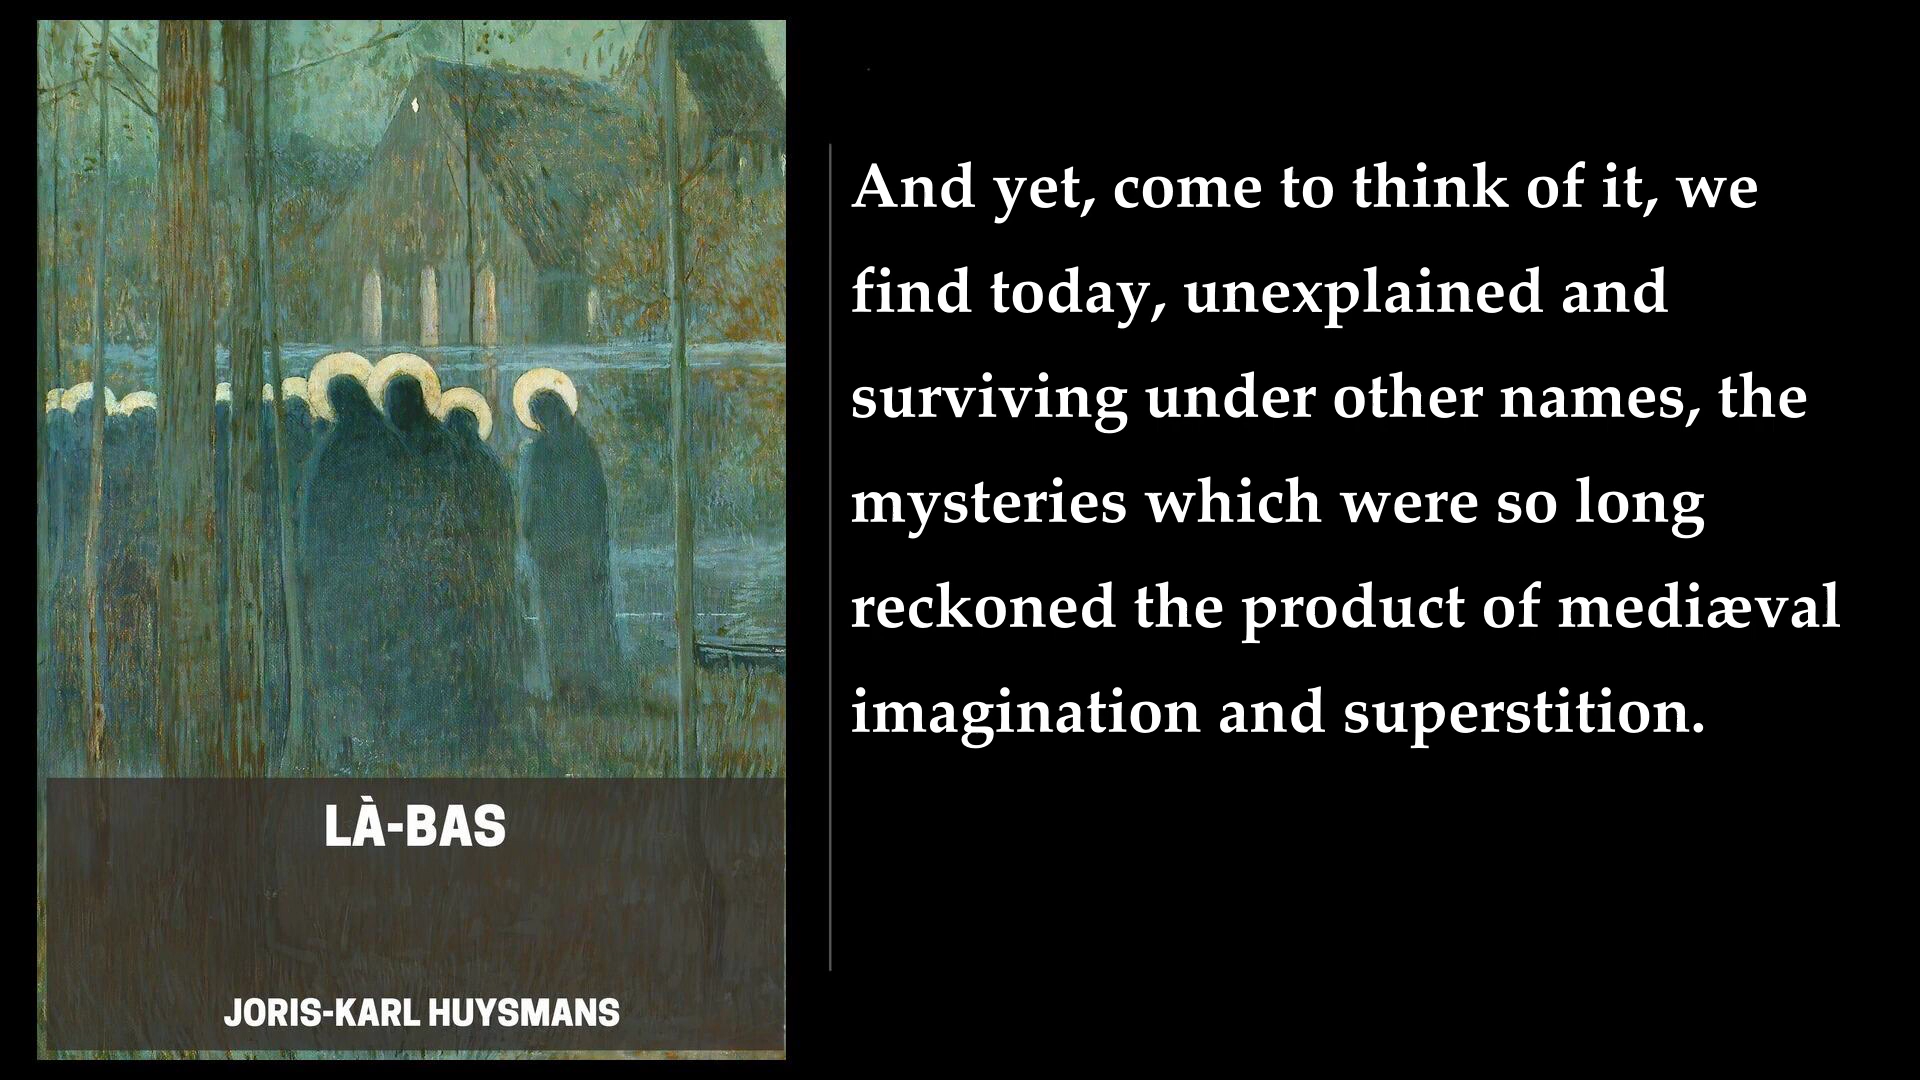 And yet, come to think of it, we
find today, unexplained and
surviving under other names, the
mysteries which were so long
reckoned the product of mediæval
imagination and superstition.
LÀ-BAS
JORIS-KARL HUYSMANS